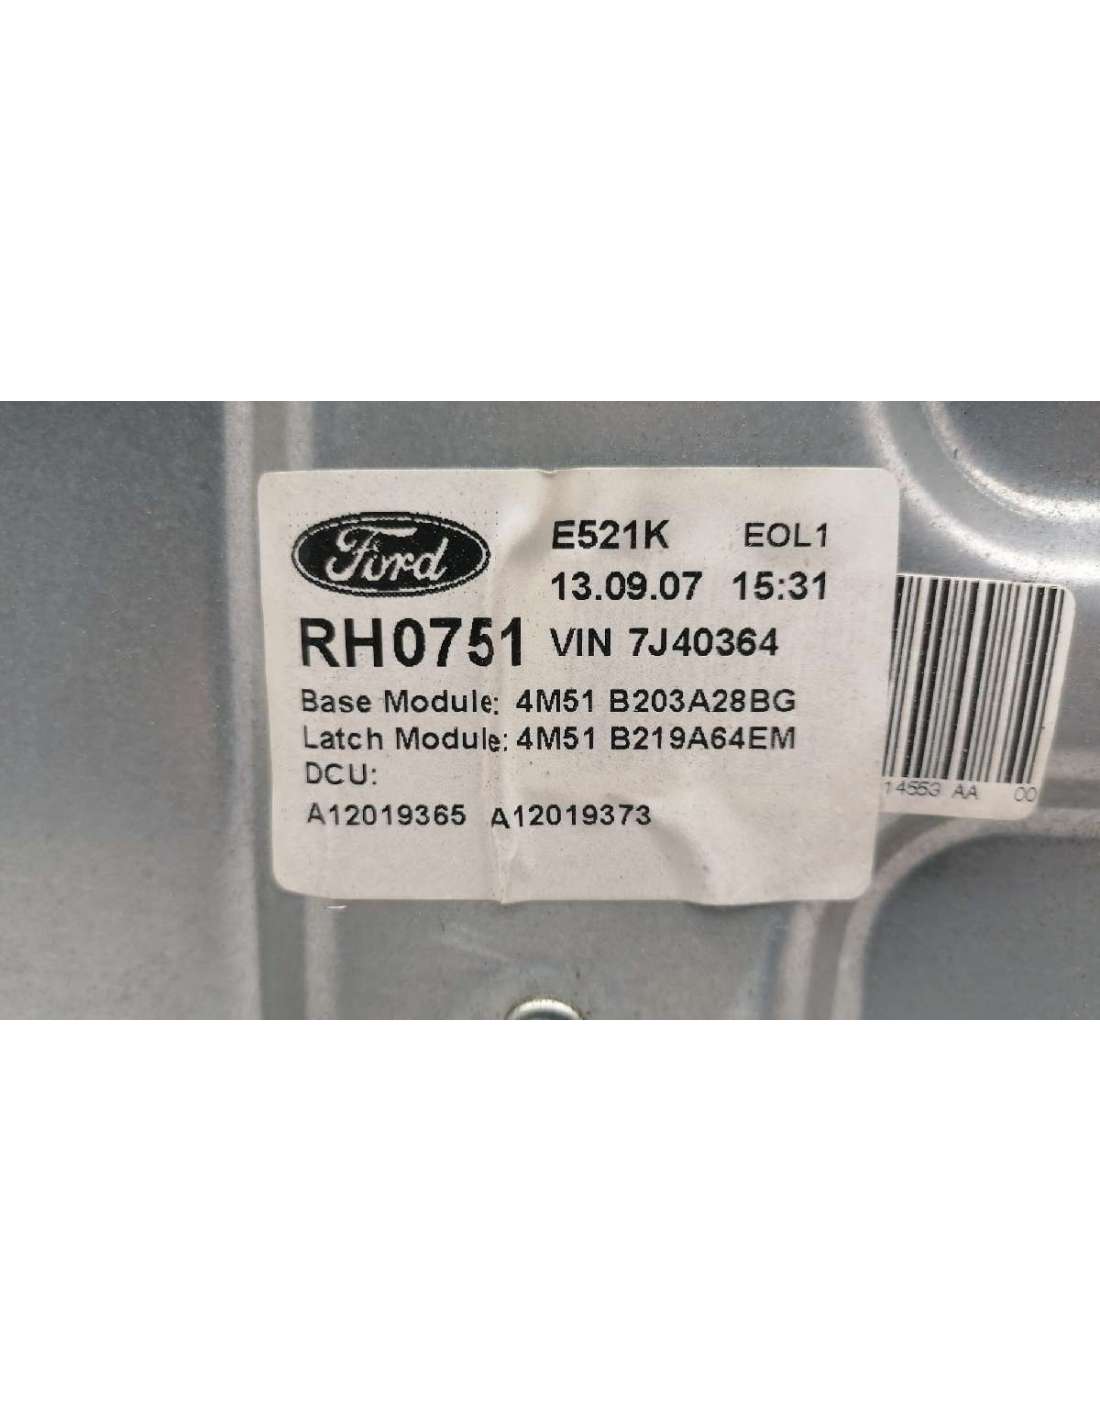 Ford
E521K EOL1
13.09.07 15:31
RH0751 VIN 7J40364
Base Module: 4M51 B203A28BG
Latch Module: 4M51 B219A64EM
DCU:
A12019365 A12019373
14553 AA 00